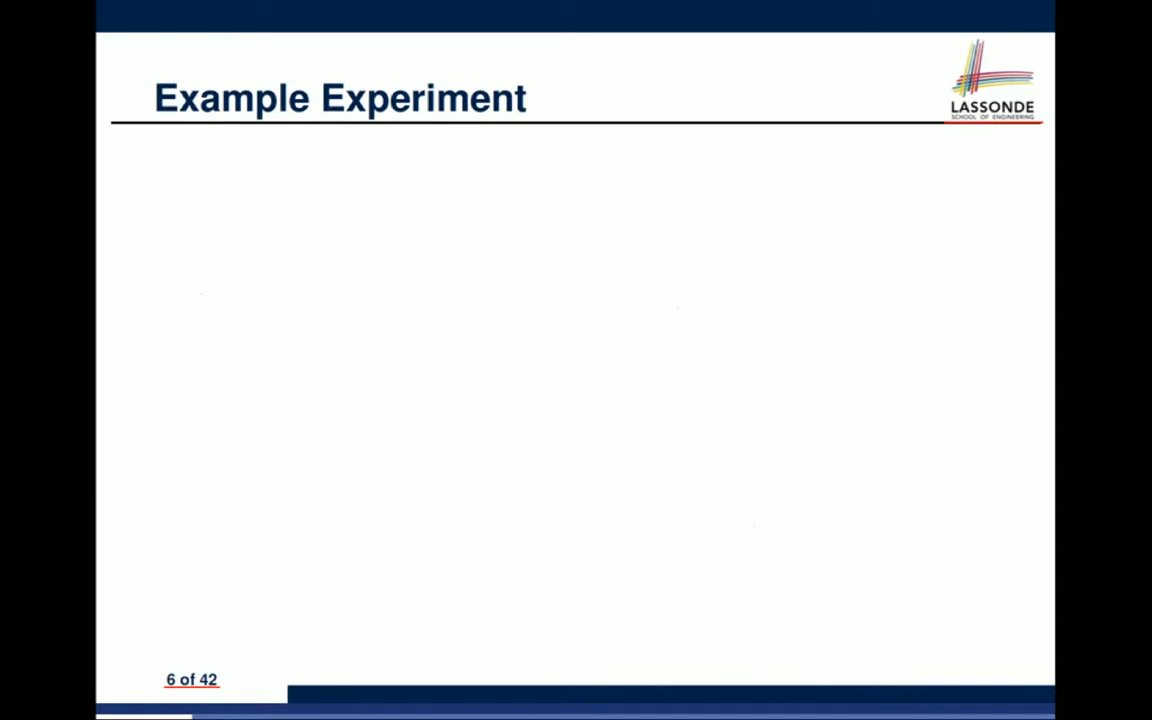 Example Experiment
LASSONDE
SCHOOL OF ENGINEERING
6 of 42